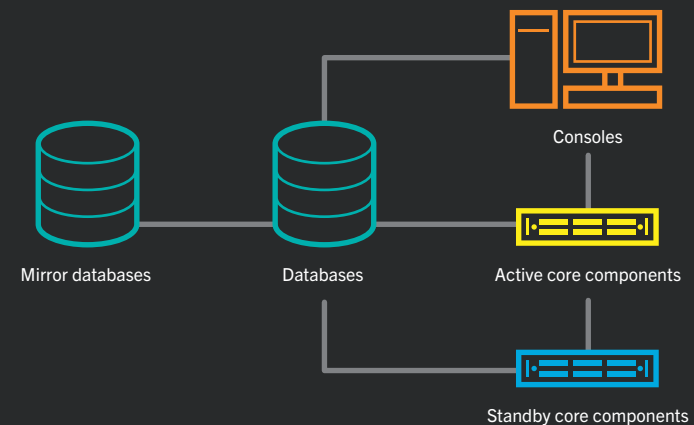 Consoles
Mirror databases
Databases
Active core components
Standby core components